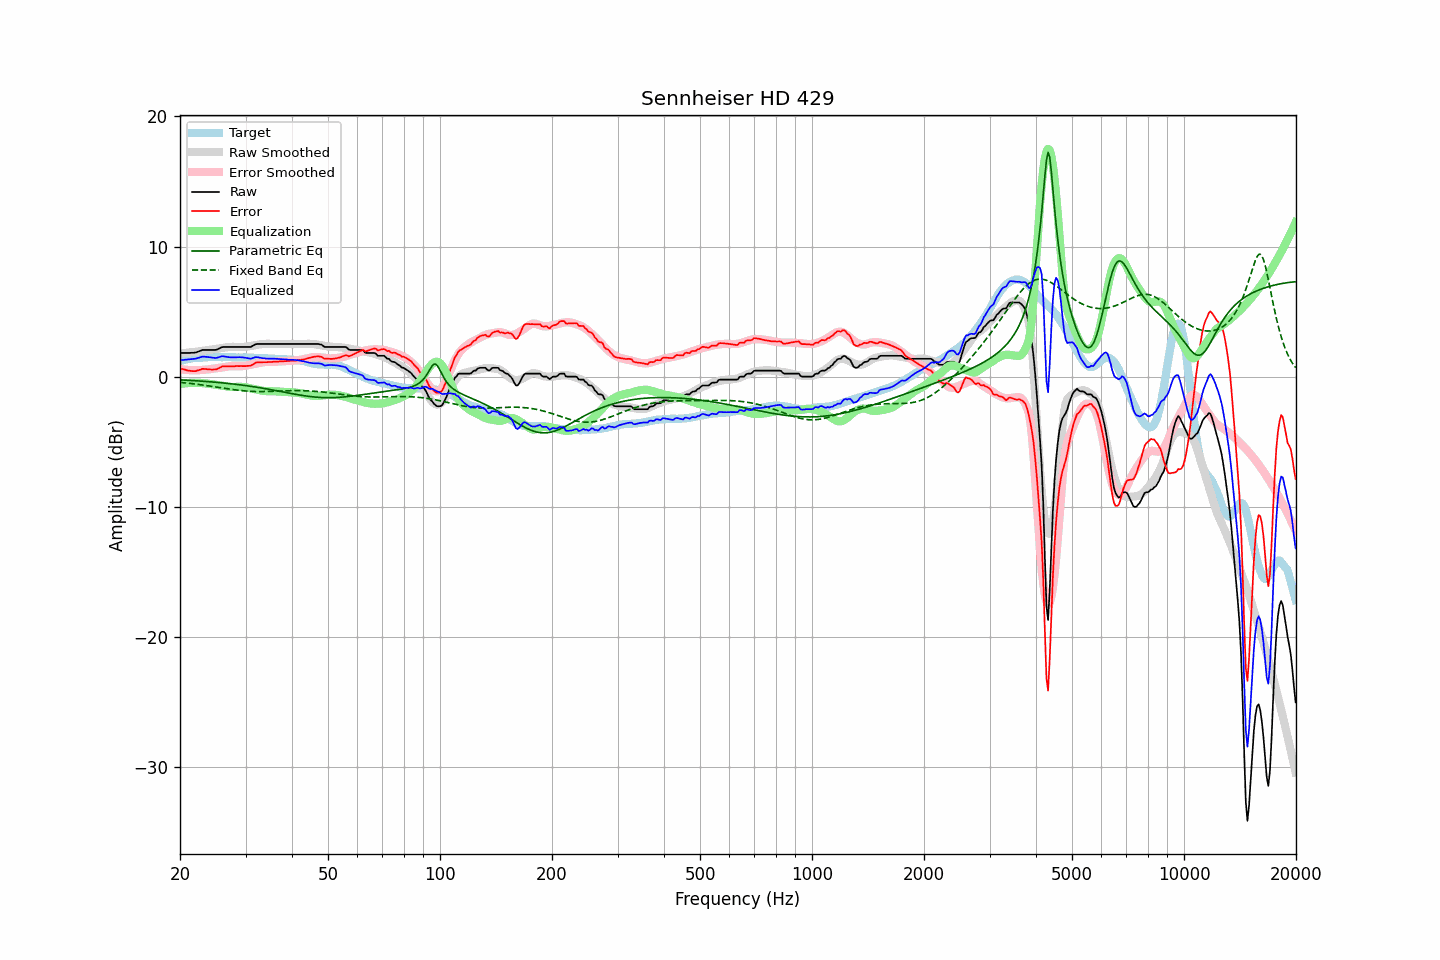 Sennheiser HD 429
20
10
0
−10
−20
−30
Amplitude (dBr)
Target
Raw Smoothed
Error Smoothed
Raw
Error
Equalization
Parametric Eq
Fixed Band Eq
Equalized
20 50 100 200 500 1000 2000 5000 10000 20000
Frequency (Hz)